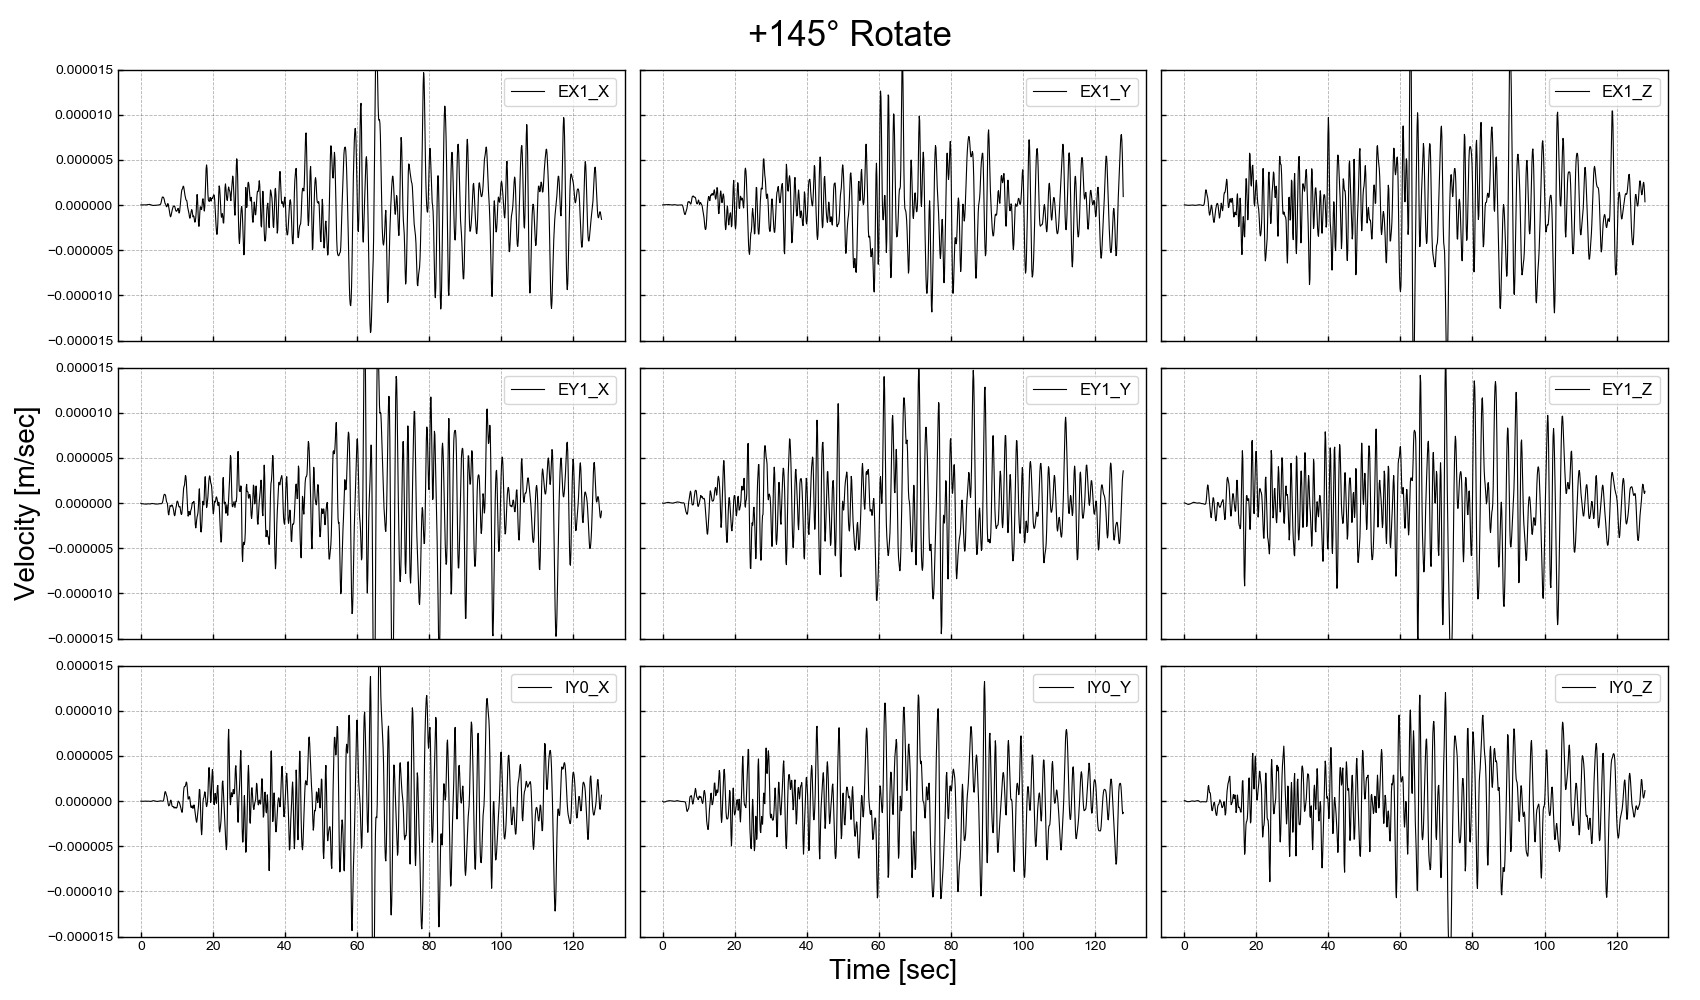 +145° Rotate
0.000015
0.000010
0.000005
0.000000
−0.000005
−0.000010
−0.000015
EX1_X
EX1_Y
EX1_Z
0.000015
0.000010
0.000005
0.000000
−0.000005
−0.000010
−0.000015
EY1_X
EY1_Y
EY1_Z
Velocity [m/sec]
0.000015
0.000010
0.000005
0.000000
−0.000005
−0.000010
−0.000015
IY0_X
IY0_Y
IY0_Z
0 20 40 60 80 100 120 0 20 40 60 80 100 120 0 20 40 60 80 100 120
Time [sec]